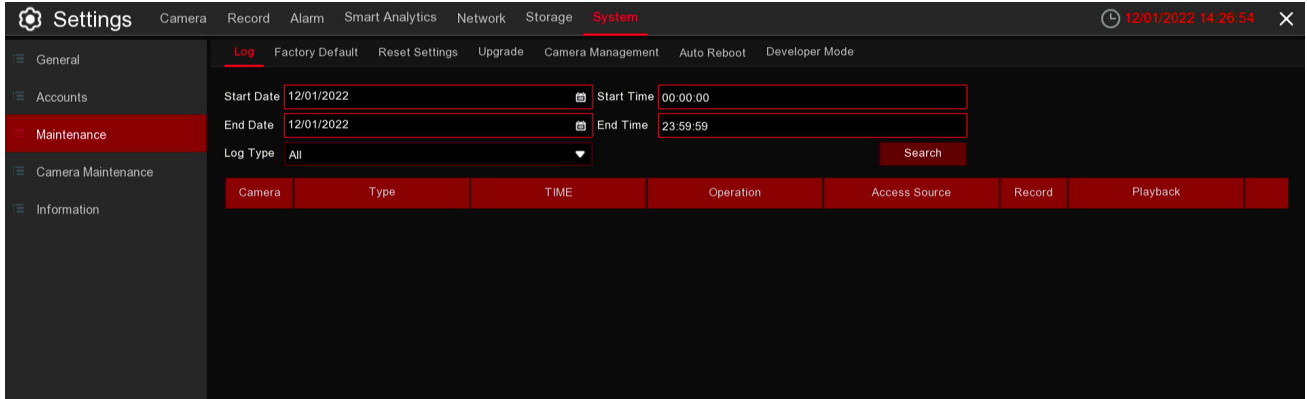 Settings Camera Record Alarm Smart Analytics Network Storage System 12/01/2022 14:26:54
General
Accounts
Maintenance
Camera Maintenance
Information
Log Factory Default Reset Settings Upgrade Camera Management Auto Reboot Developer Mode
Start Date 12/01/2022 Start Time 00:00:00
End Date 12/01/2022 End Time 23:59:59
Log Type All Search
Camera Type TIME Operation Access Source Record Playback